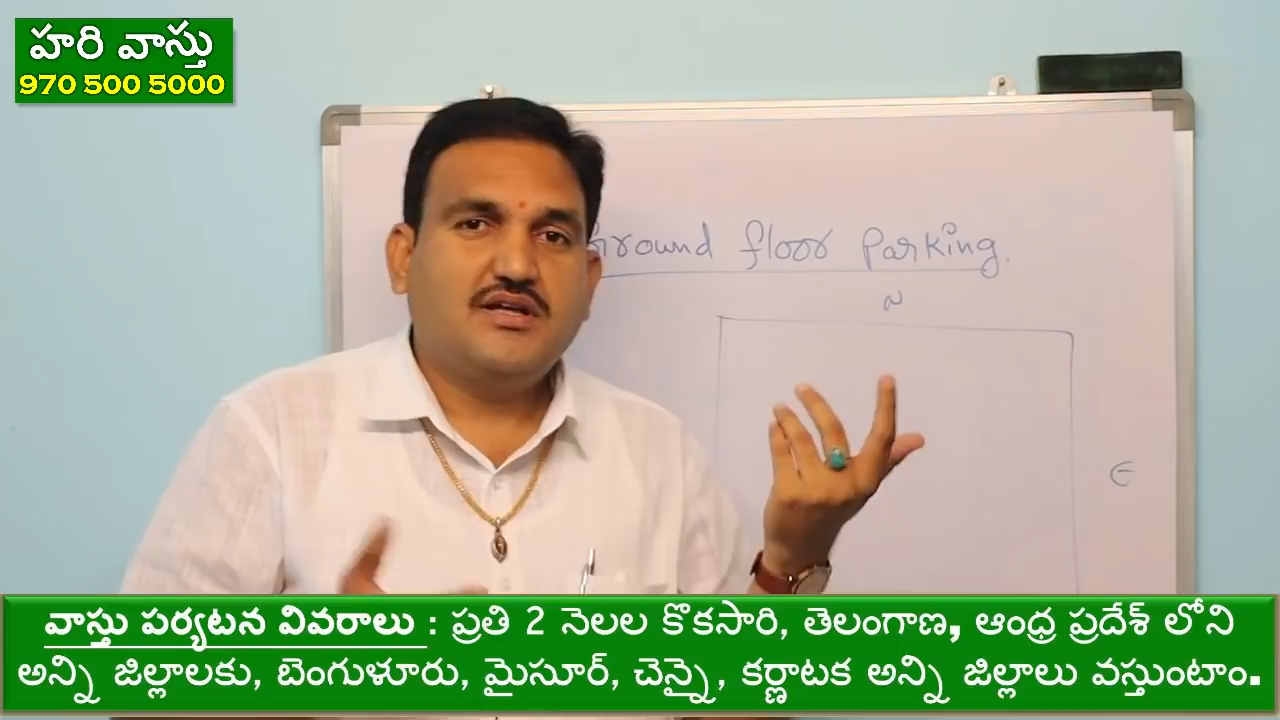 హరి వాస్తు
970 500 5000
Ground floor Parking.
N
E
వాస్తు పర్యటన వివరాలు : ప్రతి 2 నెలల కొకసారి, తెలంగాణ, ఆంధ్ర ప్రదేశ్ లోని
అన్ని జిల్లాలకు, బెంగుళూరు, మైసూర్, చెన్నై, కర్ణాటక అన్ని జిల్లాలు వస్తుంటాం.